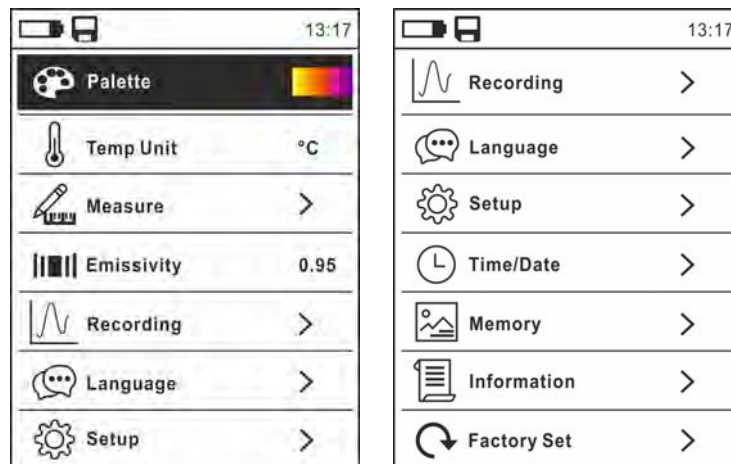 13:17
Palette
Temp Unit °C
Measure
Emissivity 0.95
Recording
Language
Setup
13:17
Recording
Language
Setup
Time/Date
Memory
Information
Factory Set